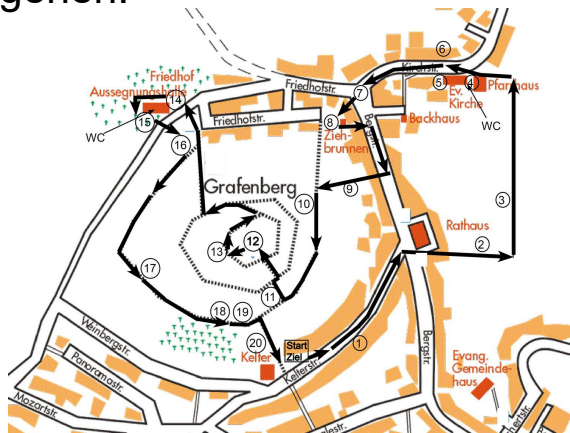 gehen.
6
Kirchstr.
Friedhof
Aussegnungshalle
Friedhofstr.
7
5
4
Pfarrhaus
Ev.
Kirche
14
WC
15
8
Backhaus
WC
Friedhofstr.
Zieh-
brunnen
Bergstr.
16
Grafenberg
9
10
3
Rathaus
12
13
2
17
11
18
19
Start
Ziel
1
Weinbergstr.
20
Kelter
Kelterstr.
Bergstr.
Evang.
Gemeinde-
haus
Panoramastr.
Mozartstr.